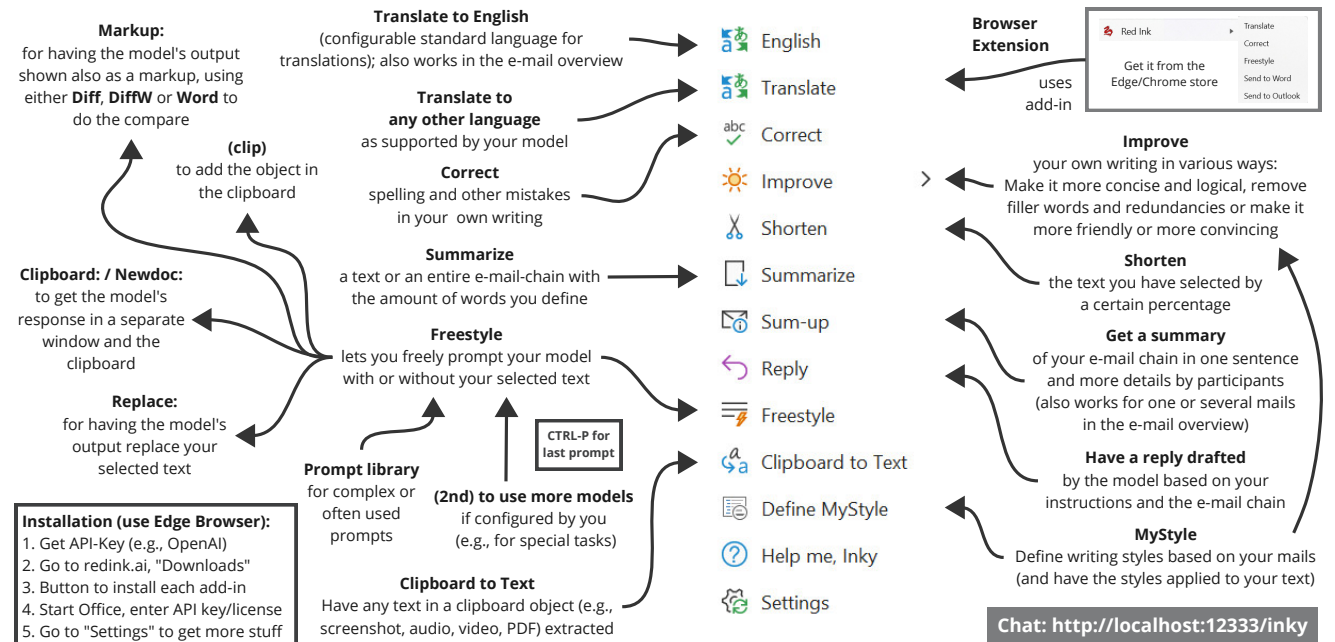 Markup:
for having the model's output
shown also as a markup, using
either Diff, DiffW or Word to
do the compare
(clip)
to add the object in
the clipboard
Clipboard: / Newdoc:
to get the model's
response in a separate
window and the
clipboard
Replace:
for having the model's
output replace your
selected text
Installation (use Edge Browser):
1. Get API-Key (e.g., OpenAI)
2. Go to redink.ai, "Downloads"
3. Button to install each add-in
4. Start Office, enter API key/license
5. Go to "Settings" to get more stuff
Translate to English
(configurable standard language for
translations); also works in the e-mail overview
Translate to
any other language
as supported by your model
Correct
spelling and other mistakes
in your own writing
Summarize
a text or an entire e-mail-chain with
the amount of words you define
Freestyle
lets you freely prompt your model
with or without your selected text
CTRL-P for
last prompt
Prompt library
for complex or
often used
prompts
(2nd) to use more models
if configured by you
(e.g., for special tasks)
Clipboard to Text
Have any text in a clipboard object (e.g.,
screenshot, audio, video, PDF) extracted
English
Translate
abc
Correct
Improve
Shorten
Summarize
Sum-up
Reply
Freestyle
Clipboard to Text
Define MyStyle
Help me, Inky
Settings
Browser
Extension
uses
add-in
Red Ink
Get it from the
Edge/Chrome store
Translate
Correct
Freestyle
Send to Word
Send to Outlook
Improve
your own writing in various ways:
Make it more concise and logical, remove
filler words and redundancies or make it
more friendly or more convincing
Shorten
the text you have selected by
a certain percentage
Get a summary
of your e-mail chain in one sentence
and more details by participants
(also works for one or several mails
in the e-mail overview)
Have a reply drafted
by the model based on your
instructions and the e-mail chain
MyStyle
Define writing styles based on your mails
(and have the styles applied to your text)
Chat: http://localhost:12333/inky